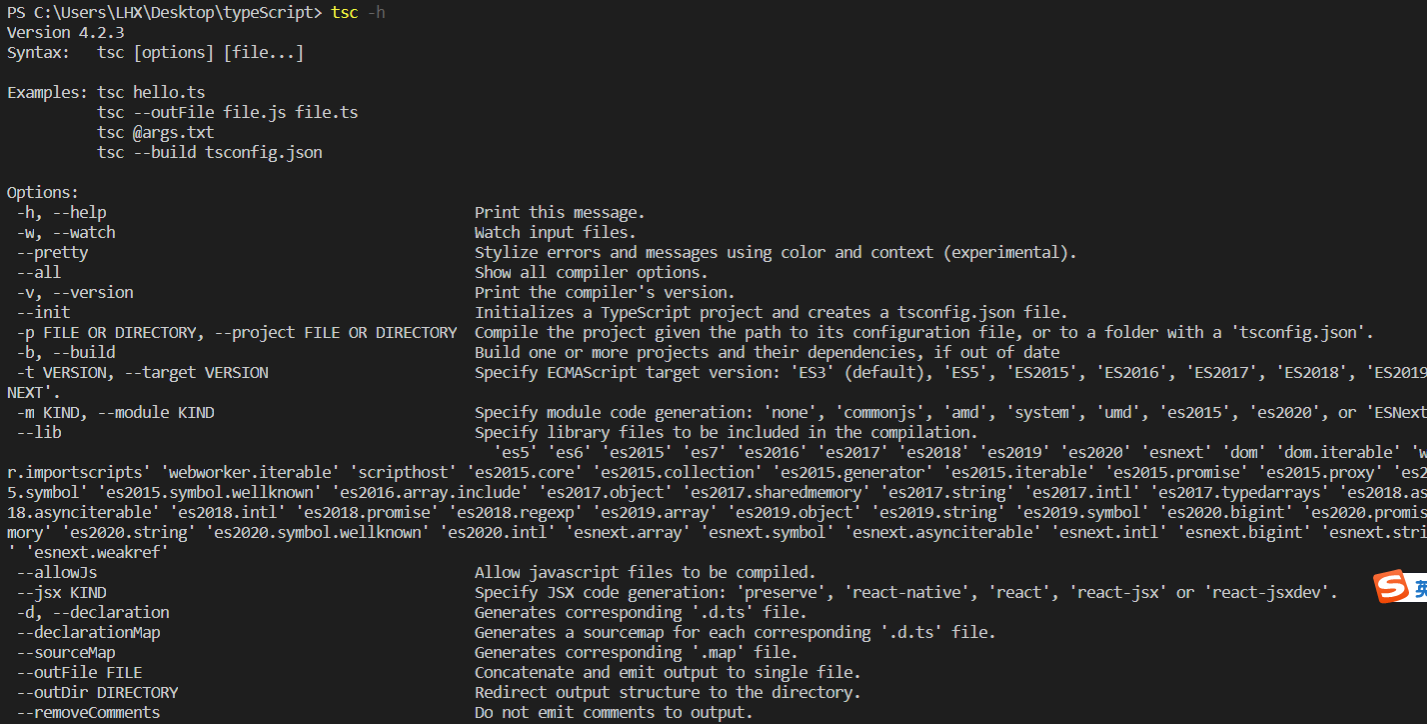 PS C:\Users\LHX\Desktop\typeScript> tsc -h
Version 4.2.3
Syntax:   tsc [options] [file...]
Examples: tsc hello.ts
tsc --outFile file.js file.ts
tsc @args.txt
tsc --build tsconfig.json
Options:
-h, --help Print this message.
-w, --watch Watch input files.
--pretty Stylize errors and messages using color and context (experimental).
--all Show all compiler options.
-v, --version Print the compiler's version.
--init Initializes a TypeScript project and creates a tsconfig.json file.
-p FILE OR DIRECTORY, --project FILE OR DIRECTORY Compile the project given the path to its configuration file, or to a folder with a 'tsconfig.json'.
-b, --build Build one or more projects and their dependencies, if out of date
-t VERSION, --target VERSION Specify ECMAScript target version: 'ES3' (default), 'ES5', 'ES2015', 'ES2016', 'ES2017', 'ES2018', 'ES2019
NEXT'.
-m KIND, --module KIND Specify module code generation: 'none', 'commonjs', 'amd', 'system', 'umd', 'es2015', 'es2020', or 'ESNext
--lib Specify library files to be included in the compilation.
'es5' 'es6' 'es2015' 'es7' 'es2016' 'es2017' 'es2018' 'es2019' 'es2020' 'esnext' 'dom' 'dom.iterable' 'w
r.importscripts' 'webworker.iterable' 'scripthost' 'es2015.core' 'es2015.collection' 'es2015.generator' 'es2015.iterable' 'es2015.promise' 'es2015.proxy' 'es2
5.symbol' 'es2015.symbol.wellknown' 'es2016.array.include' 'es2017.object' 'es2017.sharedmemory' 'es2017.string' 'es2017.intl' 'es2017.typedarrays' 'es2018.as
18.asynciterable' 'es2018.intl' 'es2018.promise' 'es2018.regexp' 'es2019.array' 'es2019.object' 'es2019.string' 'es2019.symbol' 'es2020.bigint' 'es2020.promis
mory' 'es2020.string' 'es2020.symbol.wellknown' 'es2020.intl' 'esnext.array' 'esnext.symbol' 'esnext.asynciterable' 'esnext.intl' 'esnext.bigint' 'esnext.stri
' 'esnext.weakref'
--allowJs Allow javascript files to be compiled.
--jsx KIND Specify JSX code generation: 'preserve', 'react-native', 'react', 'react-jsx' or 'react-jsxdev'.
-d, --declaration Generates corresponding '.d.ts' file.
--declarationMap Generates a sourcemap for each corresponding '.d.ts' file.
--sourceMap Generates corresponding '.map' file.
--outFile FILE Concatenate and emit output to single file.
--outDir DIRECTORY Redirect output structure to the directory.
--removeComments Do not emit comments to output.
S 英